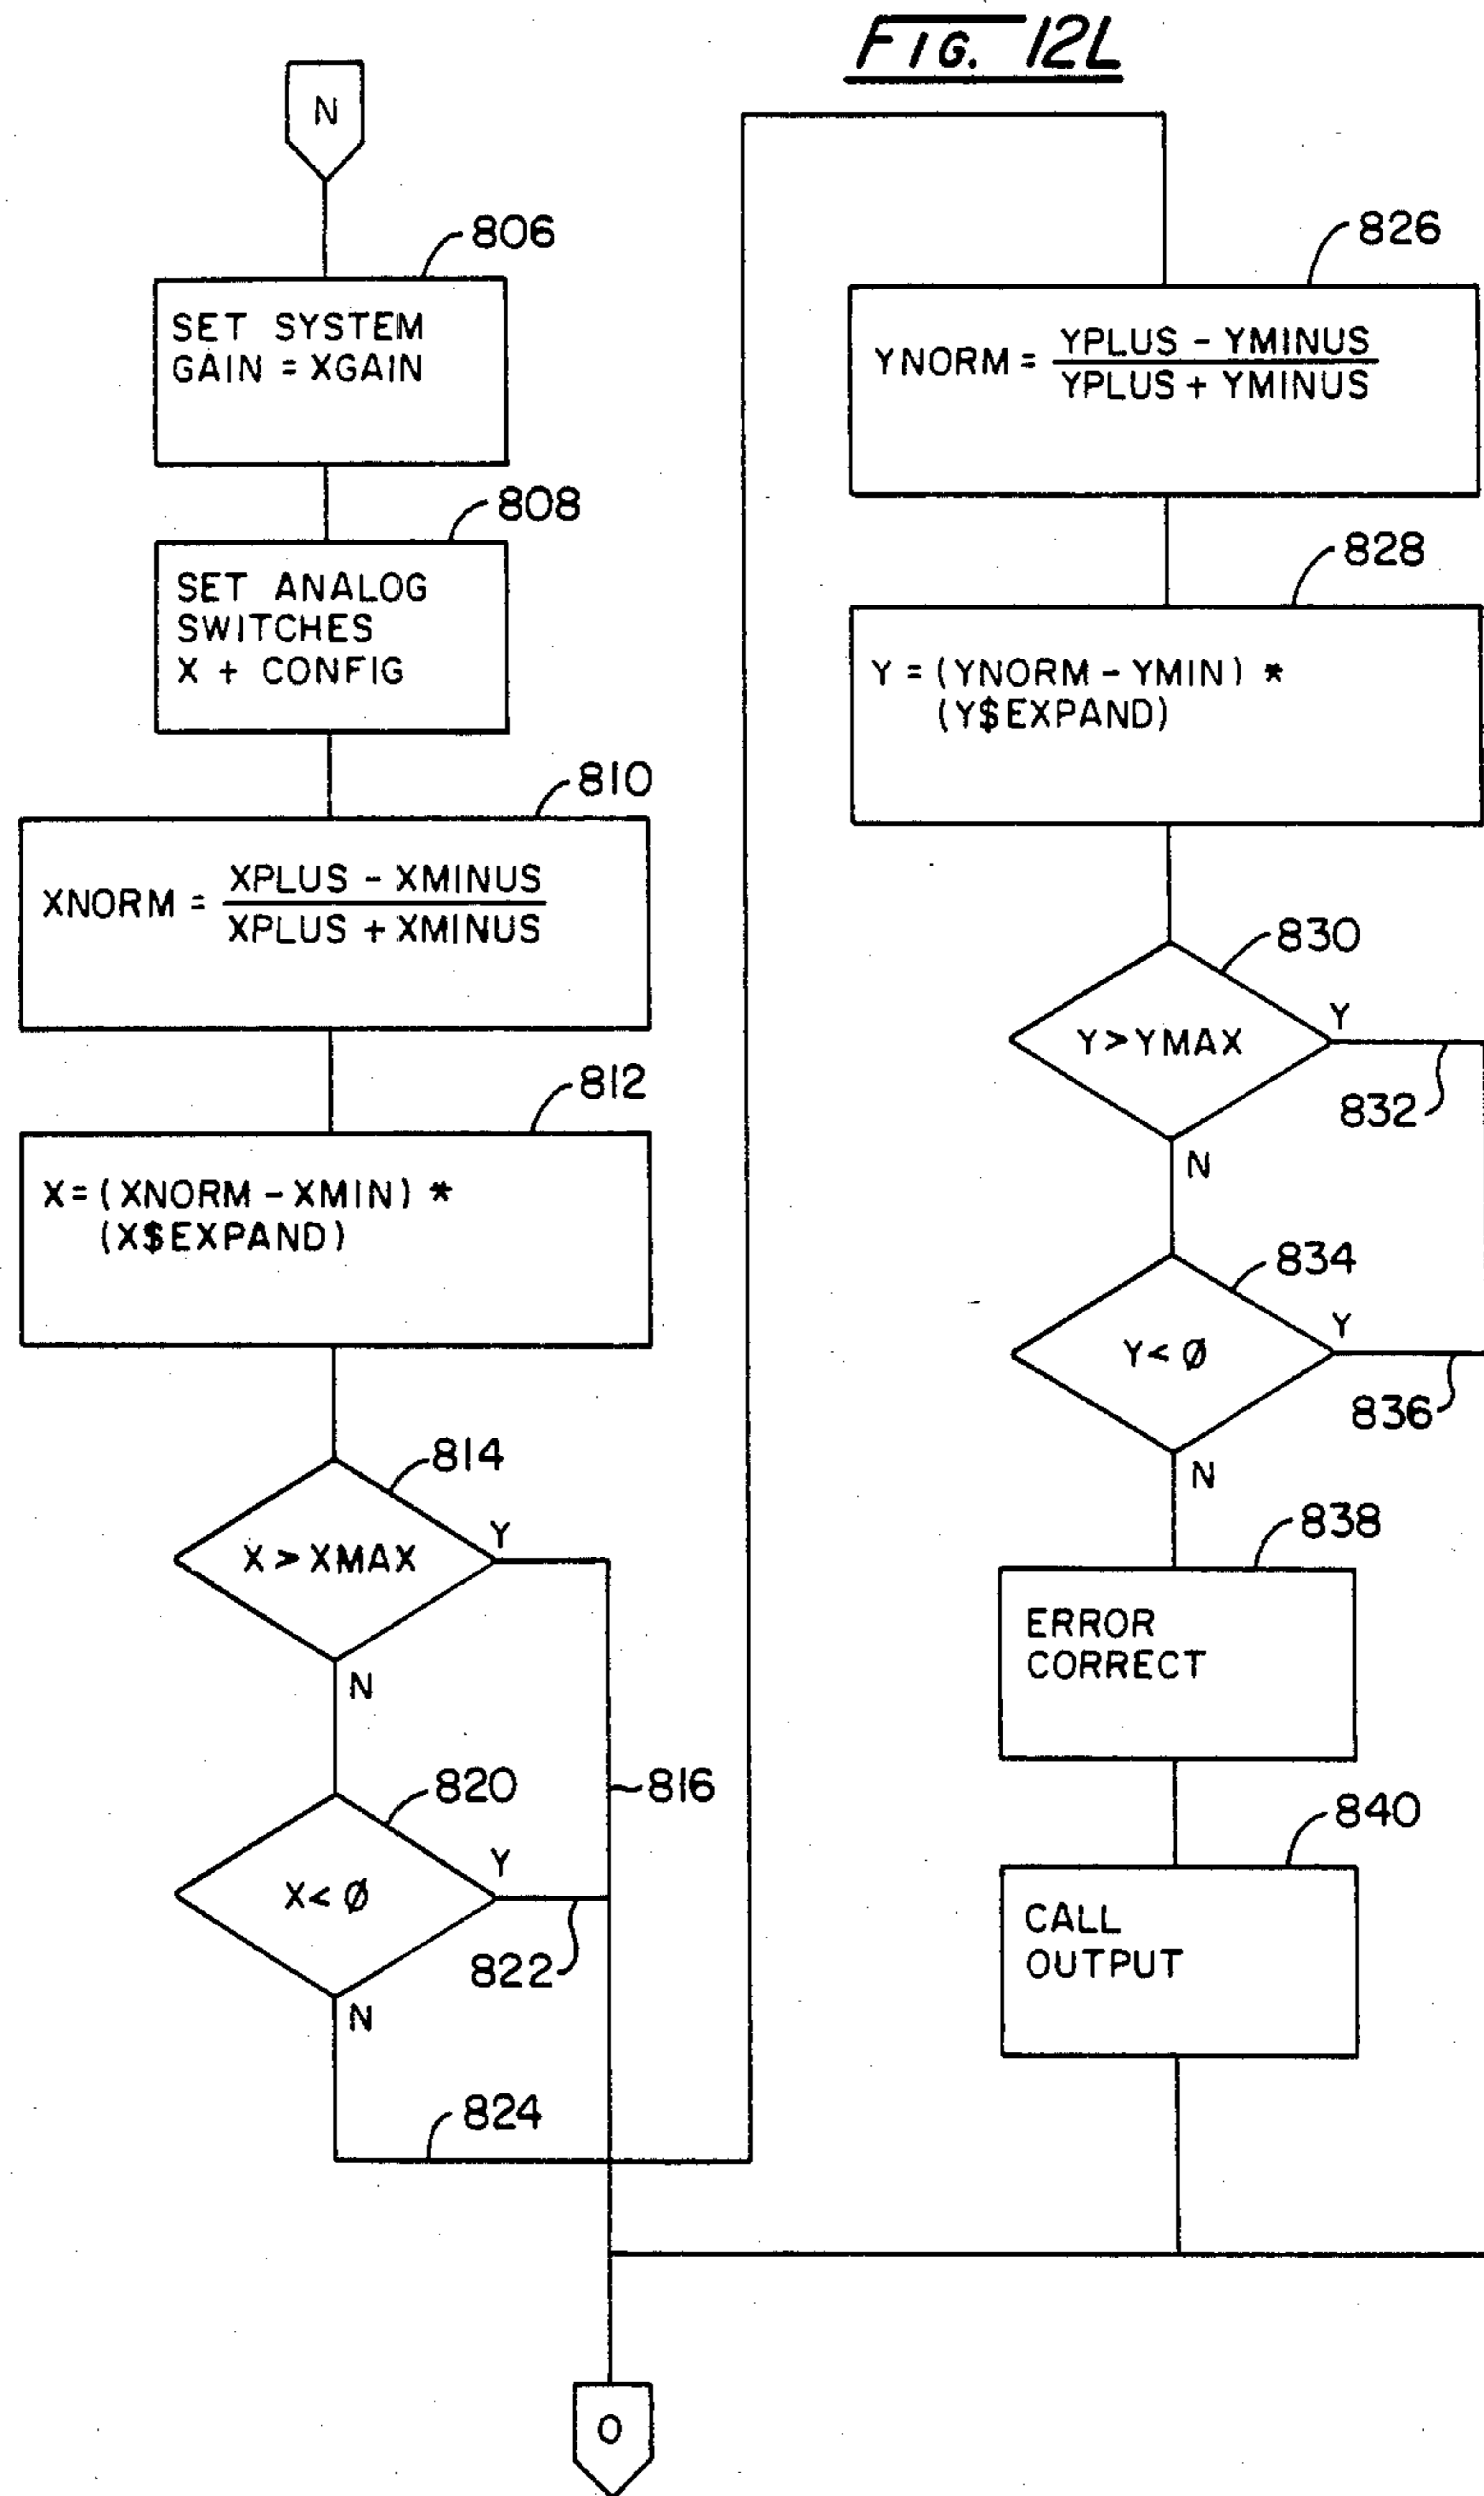 FIG. 12L
N
806
SET SYSTEM
GAIN = XGAIN
808
SET ANALOG
SWITCHES
X + CONFIG
810
XNORM = XPLUS - XMINUS
XPLUS + XMINUS
812
X = (XNORM - XMIN) *
(X$EXPAND)
814
X > XMAX
Y
N
816
820
X < Ø
Y
822
N
824
826
YNORM = YPLUS - YMINUS
YPLUS + YMINUS
828
Y = (YNORM - YMIN) *
(Y$EXPAND)
830
Y > YMAX
Y
832
N
834
Y < Ø
Y
836
N
838
ERROR
CORRECT
840
CALL
OUTPUT
O